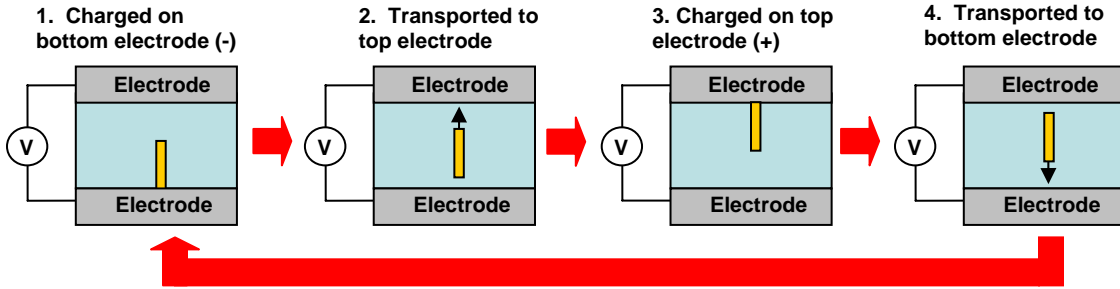 1. Charged on
bottom electrode (-)
2. Transported to
top electrode
3. Charged on top
electrode (+)
4. Transported to
bottom electrode
Electrode
V
Electrode
Electrode
V
Electrode
Electrode
V
Electrode
Electrode
V
Electrode